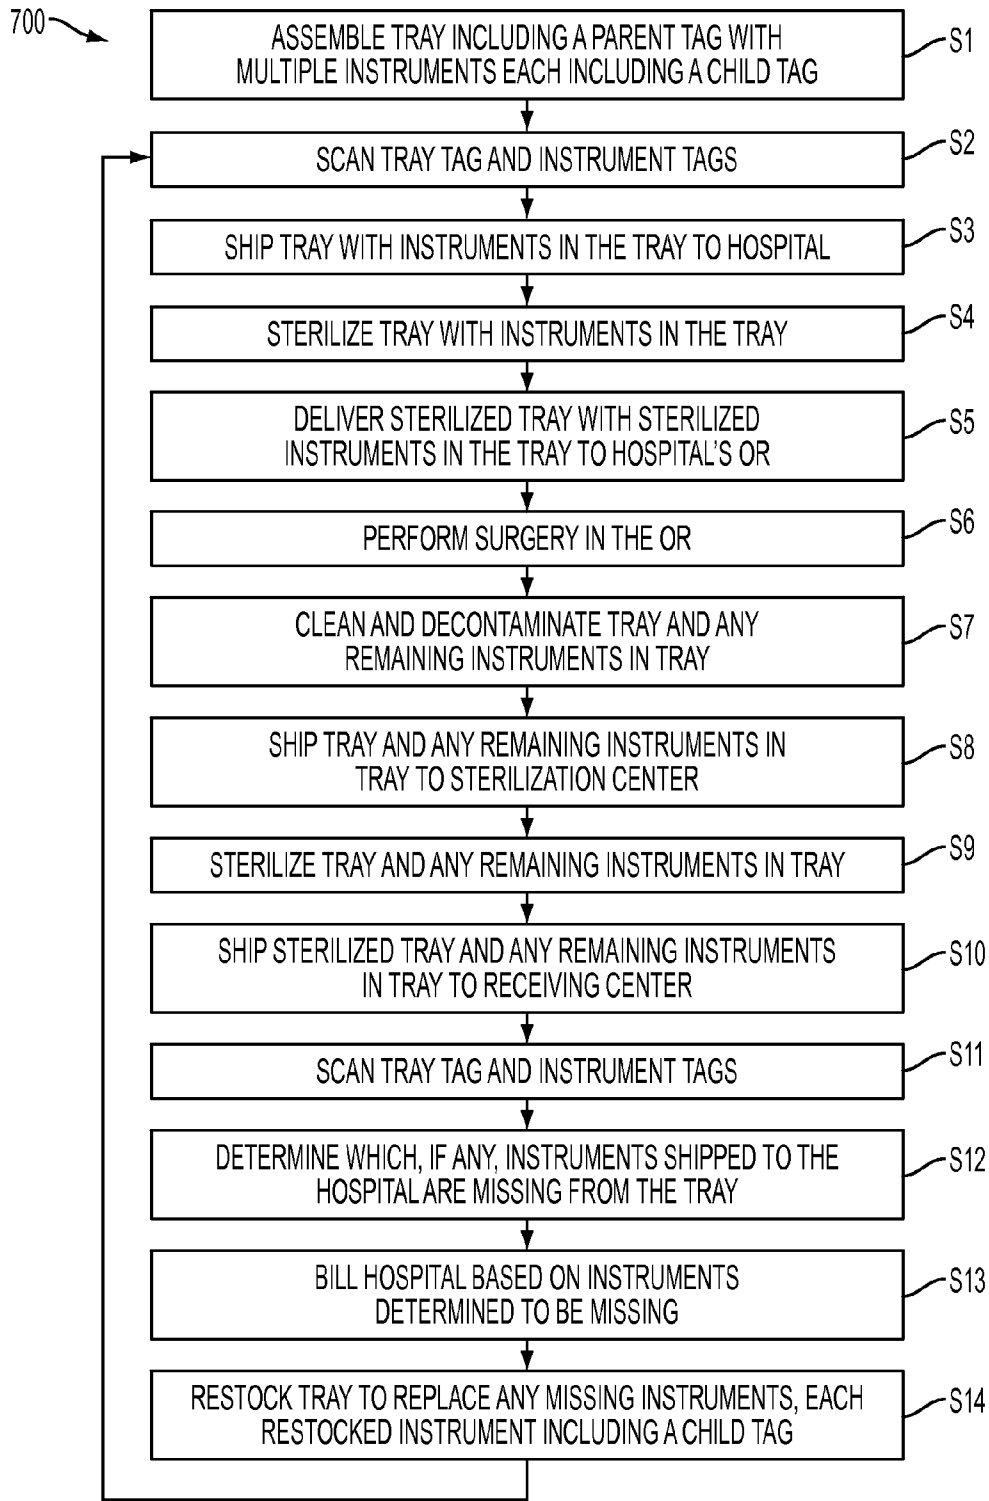 700
ASSEMBLE TRAY INCLUDING A PARENT TAG WITH
MULTIPLE INSTRUMENTS EACH INCLUDING A CHILD TAG
S1
SCAN TRAY TAG AND INSTRUMENT TAGS
S2
SHIP TRAY WITH INSTRUMENTS IN THE TRAY TO HOSPITAL
S3
STERILIZE TRAY WITH INSTRUMENTS IN THE TRAY
S4
DELIVER STERILIZED TRAY WITH STERILIZED
INSTRUMENTS IN THE TRAY TO HOSPITAL'S OR
S5
PERFORM SURGERY IN THE OR
S6
CLEAN AND DECONTAMINATE TRAY AND ANY
REMAINING INSTRUMENTS IN TRAY
S7
SHIP TRAY AND ANY REMAINING INSTRUMENTS IN
TRAY TO STERILIZATION CENTER
S8
STERILIZE TRAY AND ANY REMAINING INSTRUMENTS IN TRAY
S9
SHIP STERILIZED TRAY AND ANY REMAINING INSTRUMENTS
IN TRAY TO RECEIVING CENTER
S10
SCAN TRAY TAG AND INSTRUMENT TAGS
S11
DETERMINE WHICH, IF ANY, INSTRUMENTS SHIPPED TO THE
HOSPITAL ARE MISSING FROM THE TRAY
S12
BILL HOSPITAL BASED ON INSTRUMENTS
DETERMINED TO BE MISSING
S13
RESTOCK TRAY TO REPLACE ANY MISSING INSTRUMENTS, EACH
RESTOCKED INSTRUMENT INCLUDING A CHILD TAG
S14